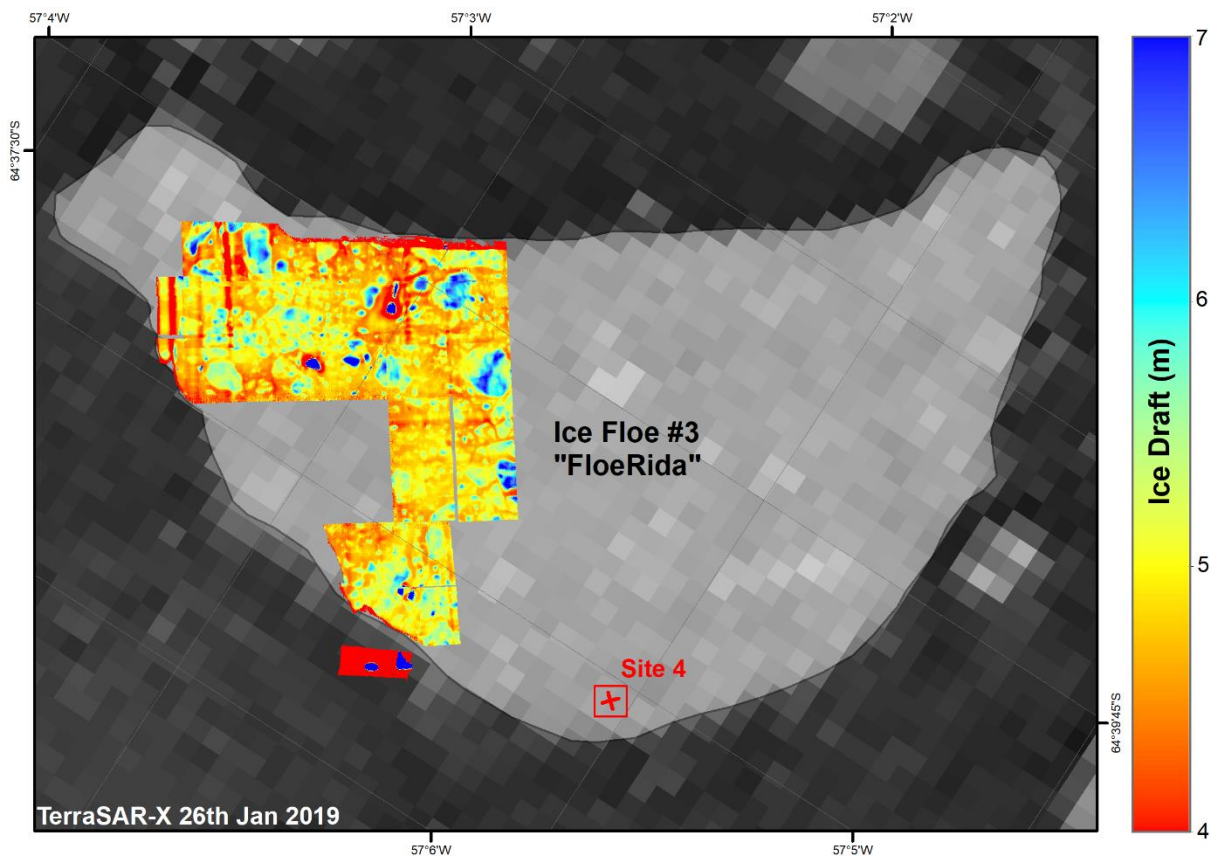 57°4'W
57°3'W
57°2'W
7
64°37'30"S
6
Ice Draft (m)
Ice Floe #3
"FloeRida"
5
Site 4
64°39'45"S
TerraSAR-X 26th Jan 2019
4
57°6'W
57°5'W